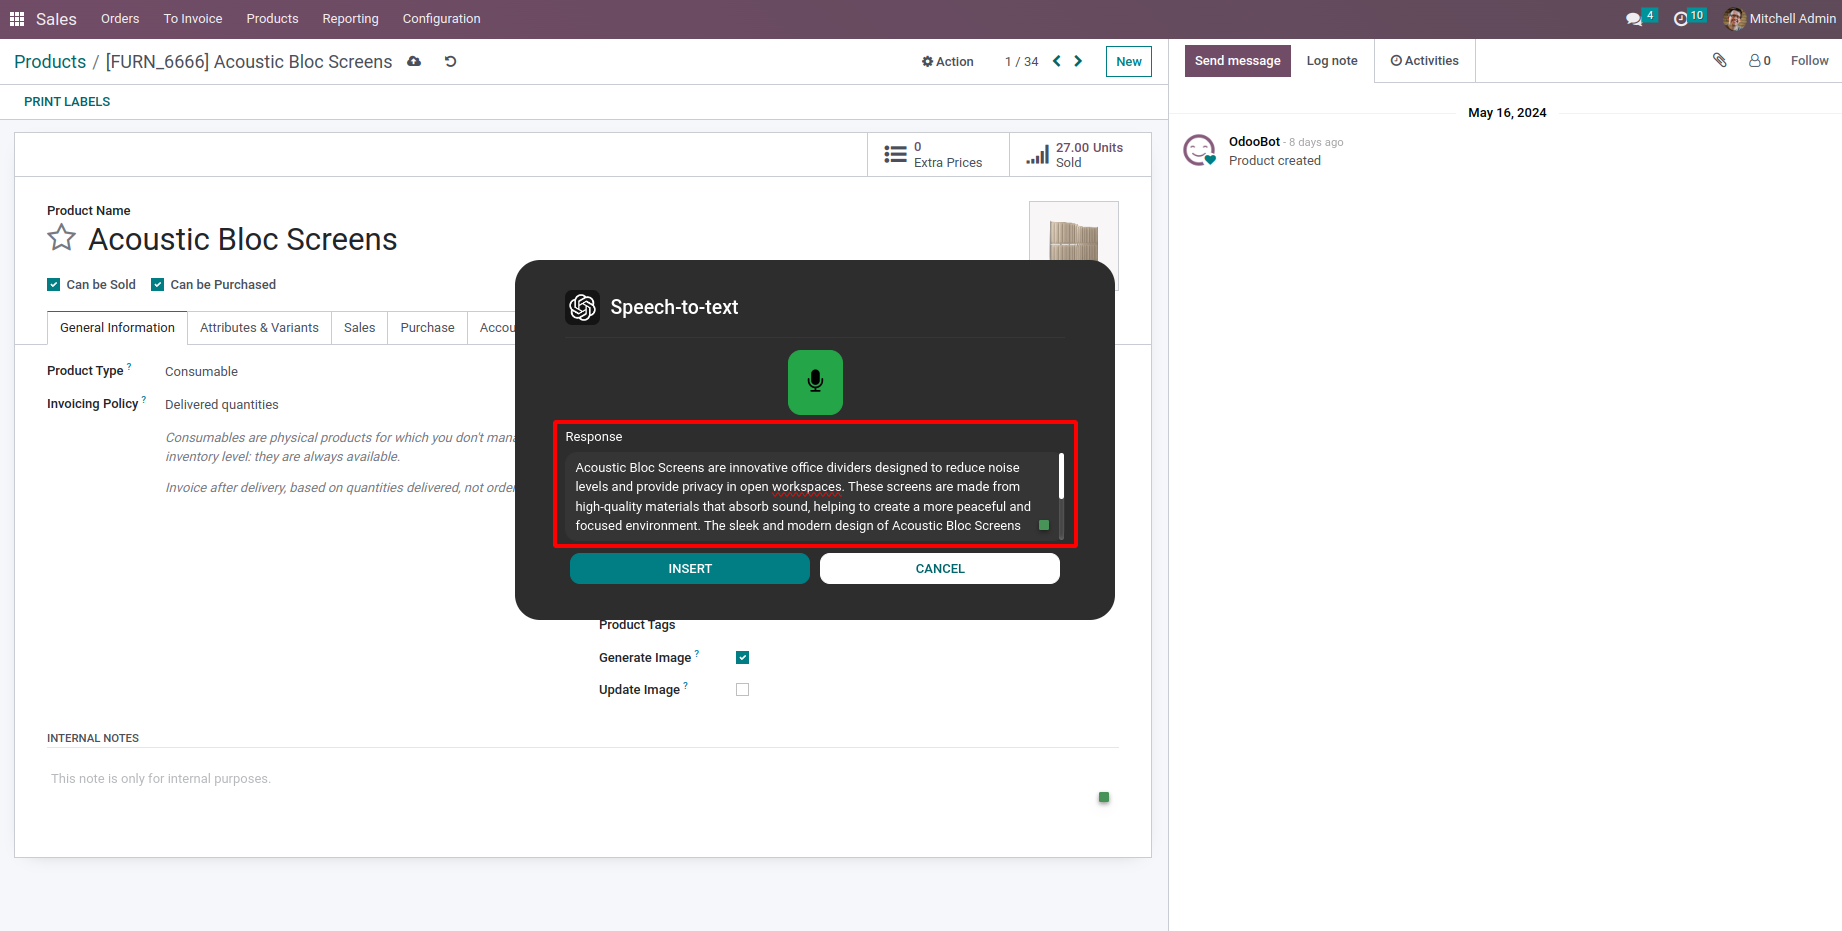 Sales Orders To Invoice Products Reporting Configuration 4 10 Mitchell Admin
Products / [FURN_6666] Acoustic Bloc Screens Action 1 / 34 New
PRINT LABELS
0
Extra Prices
27.00 Units
Sold
Product Name
Acoustic Bloc Screens
Can be Sold Can be Purchased
General Information Attributes & Variants Sales Purchase Accou
Product Type ? Consumable
Invoicing Policy ? Delivered quantities
Consumables are physical products for which you don't mana
inventory level: they are always available.
Invoice after delivery, based on quantities delivered, not order
Speech-to-text
Response
Acoustic Bloc Screens are innovative office dividers designed to reduce noise
levels and provide privacy in open workspaces. These screens are made from
high-quality materials that absorb sound, helping to create a more peaceful and
focused environment. The sleek and modern design of Acoustic Bloc Screens
INSERT CANCEL
Product Tags
Generate Image ?
Update Image ?
INTERNAL NOTES
This note is only for internal purposes.
Send message Log note Activities 0 Follow
May 16, 2024
OdooBot - 8 days ago
Product created